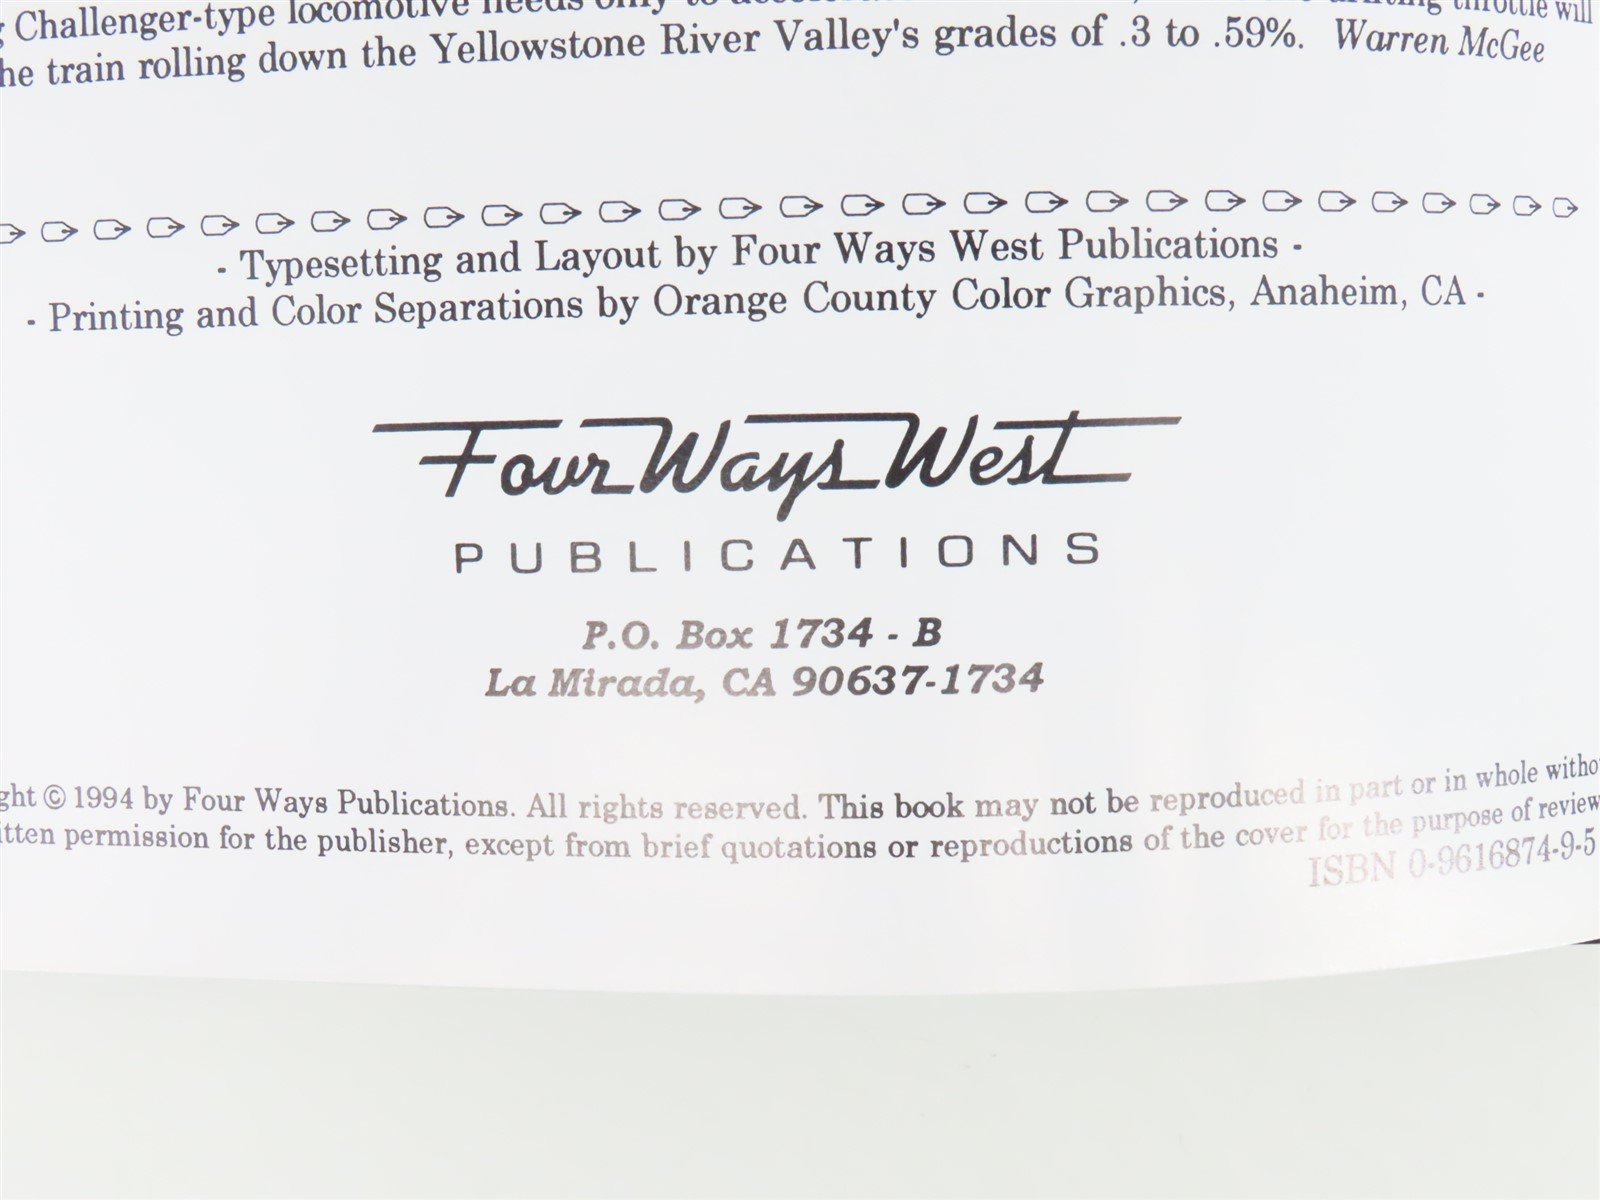 Challenger-type locomotive needs only to throttle will
he train rolling down the Yellowstone River Valley's grades of .3 to .59%. Warren McGee
- Typesetting and Layout by Four Ways West Publications -
- Printing and Color Separations by Orange County Color Graphics, Anaheim, CA -
Four Ways West
PUBLICATIONS
P.O. Box 1734 - B
La Mirada, CA 90637-1734
ght © 1994 by Four Ways Publications. All rights reserved. This book may not be reproduced in part or in whole witho
itten permission for the publisher, except from brief quotations or reproductions of the cover for the purpose of review
ISBN 0-9616874-9-5